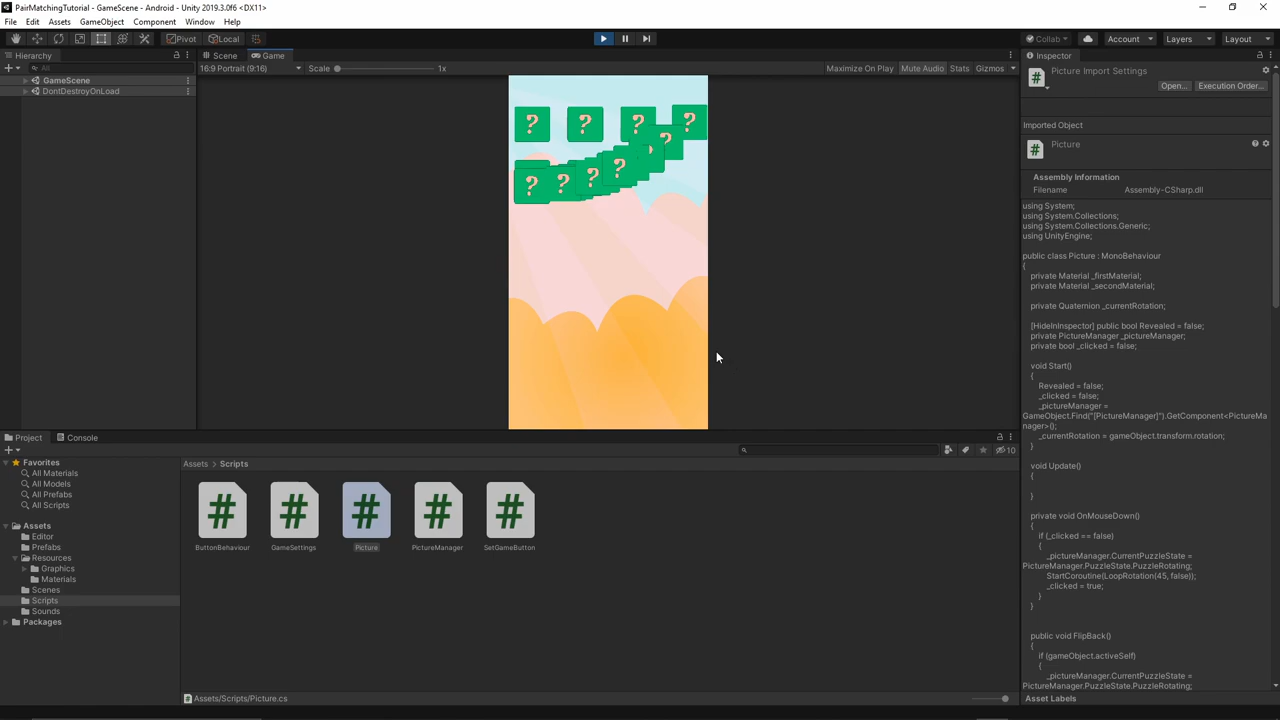 PairMatchingTutorial - GameScene - Android - Unity 2019.3.0f6 <DX11>
File Edit Assets GameObject Component Window Help
Pivot Local Collab Account Layers Layout
Hierarchy Scene Game Inspector
All 16:9 Portrait (9:16) Scale 1x Maximize On Play Mute Audio Stats Gizmos
GameScene
DontDestroyOnLoad
? ? ? ? ?
? ? ? ?
Picture Import Settings
Open... Execution Order...
Imported Object
Picture
Assembly Information
Filename Assembly-CSharp.dll
using System;
using System.Collections;
using System.Collections.Generic;
using UnityEngine;
public class Picture : MonoBehaviour
{
private Material _firstMaterial;
private Material _secondMaterial;
private Quaternion _currentRotation;
[HideInInspector] public bool Revealed = false;
private PictureManager _pictureManager;
private bool _clicked = false;
void Start()
{
Revealed = false;
_clicked = false;
_pictureManager =
GameObject.Find("[PictureManager]").GetComponent<PictureMa
nager>();
_currentRotation = gameObject.transform.rotation;
}
void Update()
{
}
private void OnMouseDown()
{
if (_clicked == false)
{
_pictureManager.CurrentPuzzleState =
PictureManager.PuzzleState.PuzzleRotating;
StartCoroutine(LoopRotation(45, false));
_clicked = true;
}
}
public void FlipBack()
{
if (gameObject.activeSelf)
{
_pictureManager.CurrentPuzzleState =
PictureManager.PuzzleState.PuzzleRotating;
Asset Labels
Project Console
10
Favorites
All Materials
All Models
All Prefabs
All Scripts
Assets
Editor
Prefabs
Resources
Graphics
Materials
Scenes
Scripts
Sounds
Packages
Assets > Scripts
# # # # #
ButtonBehaviour GameSettings Picture PictureManager SetGameButton
Assets/Scripts/Picture.cs